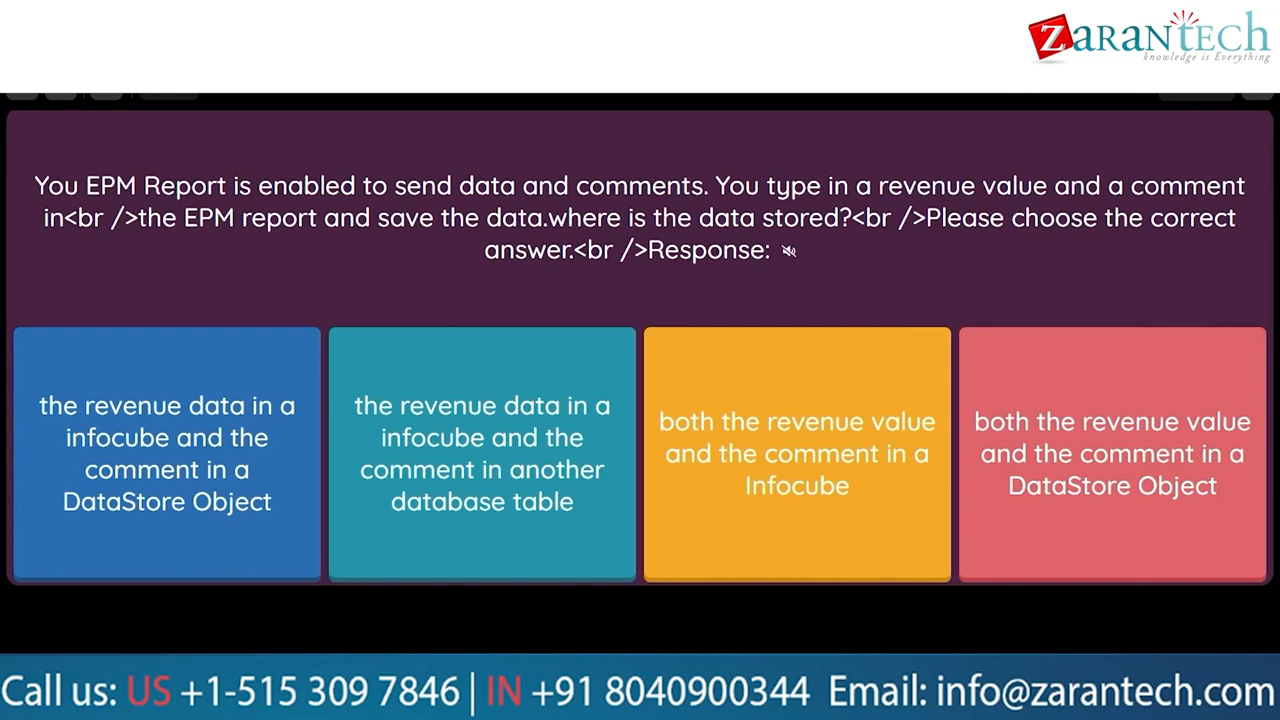 ZARANTECH
knowledge is Everything
You EPM Report is enabled to send data and comments. You type in a revenue value and a comment
in<br />the EPM report and save the data.where is the data stored?<br />Please choose the correct
answer.<br />Response:
the revenue data in a
infocube and the
comment in a
DataStore Object
the revenue data in a
infocube and the
comment in another
database table
both the revenue value
and the comment in a
Infocube
both the revenue value
and the comment in a
DataStore Object
Call us: US +1-515 309 7846 | IN +91 8040900344 Email: info@zarantech.com